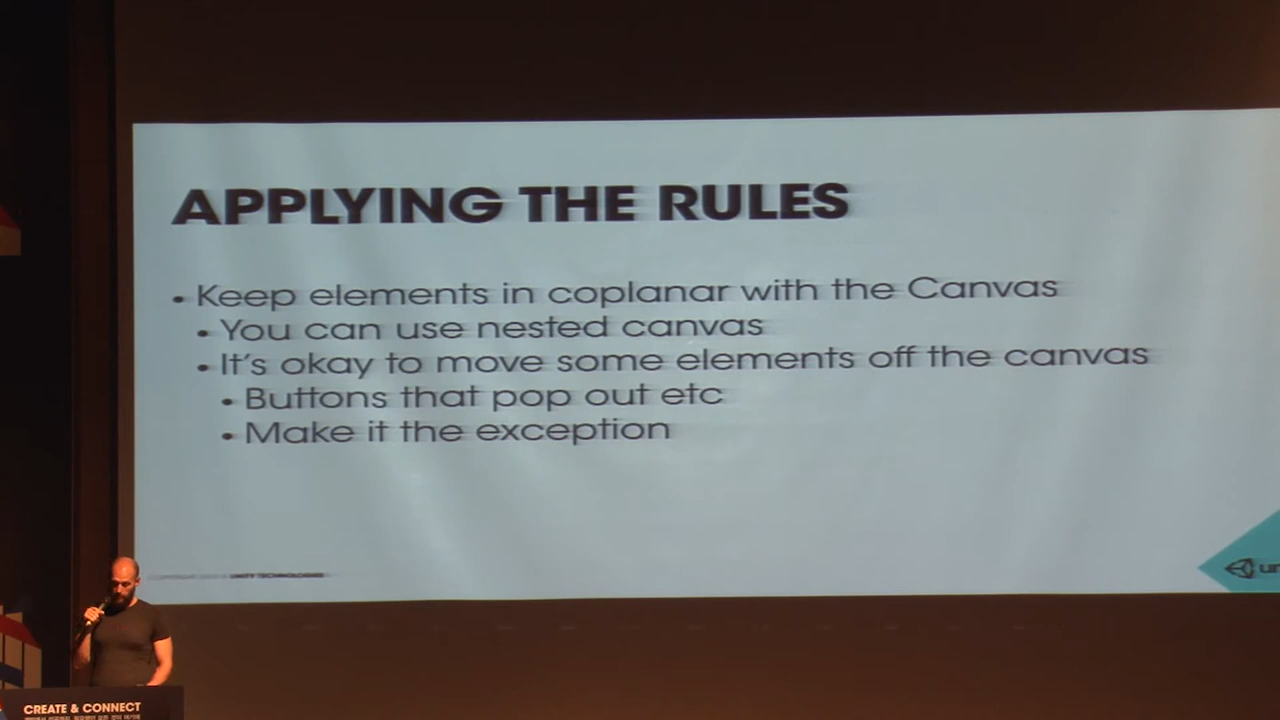 APPLYING THE RULES
• Keep elements in coplanar with the Canvas
• You can use nested canvas
• It's okay to move some elements off the canvas
• Buttons that pop out etc
• Make it the exception
UNITY TECHNOLOGIES
CREATE & CONNECT